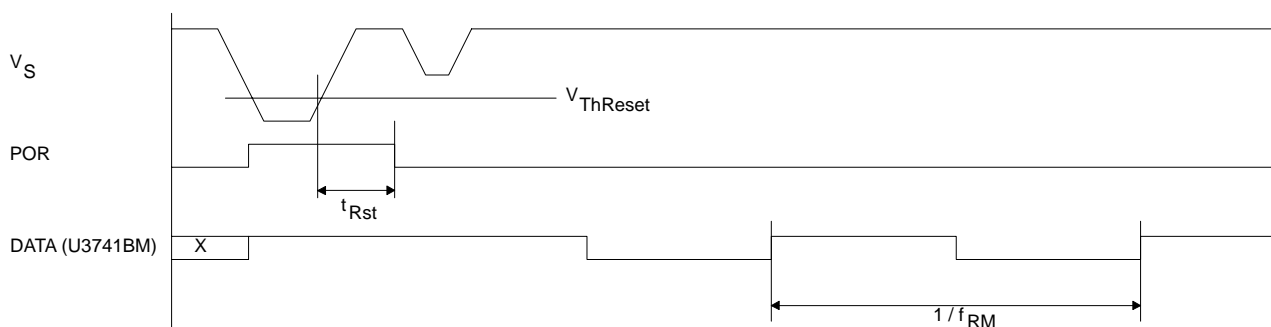 VS
VThReset
POR
tRst
DATA (U3741BM)
X
1 / fRM